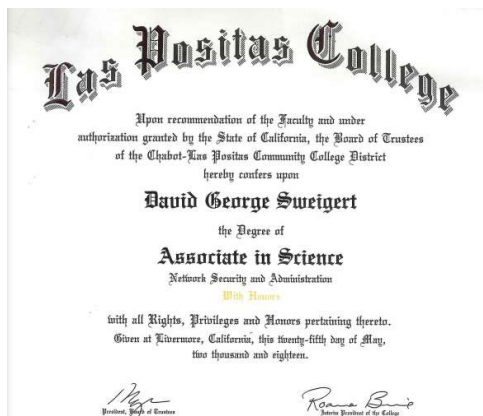 Las Positas College
Upon recommendation of the Faculty and under
authorization granted by the State of California, the Board of Trustees
of the Chabot-Las Positas Community College District
hereby confers upon
David George Sweigert
the Degree of
Associate in Science
Network Security and Administration
With Honors
with all Rights, Privileges and Honors pertaining thereto.
Given at Livermore, California, this twenty-fifth day of May,
two thousand and eighteen.
President, Board of Trustees
Interim President of the College